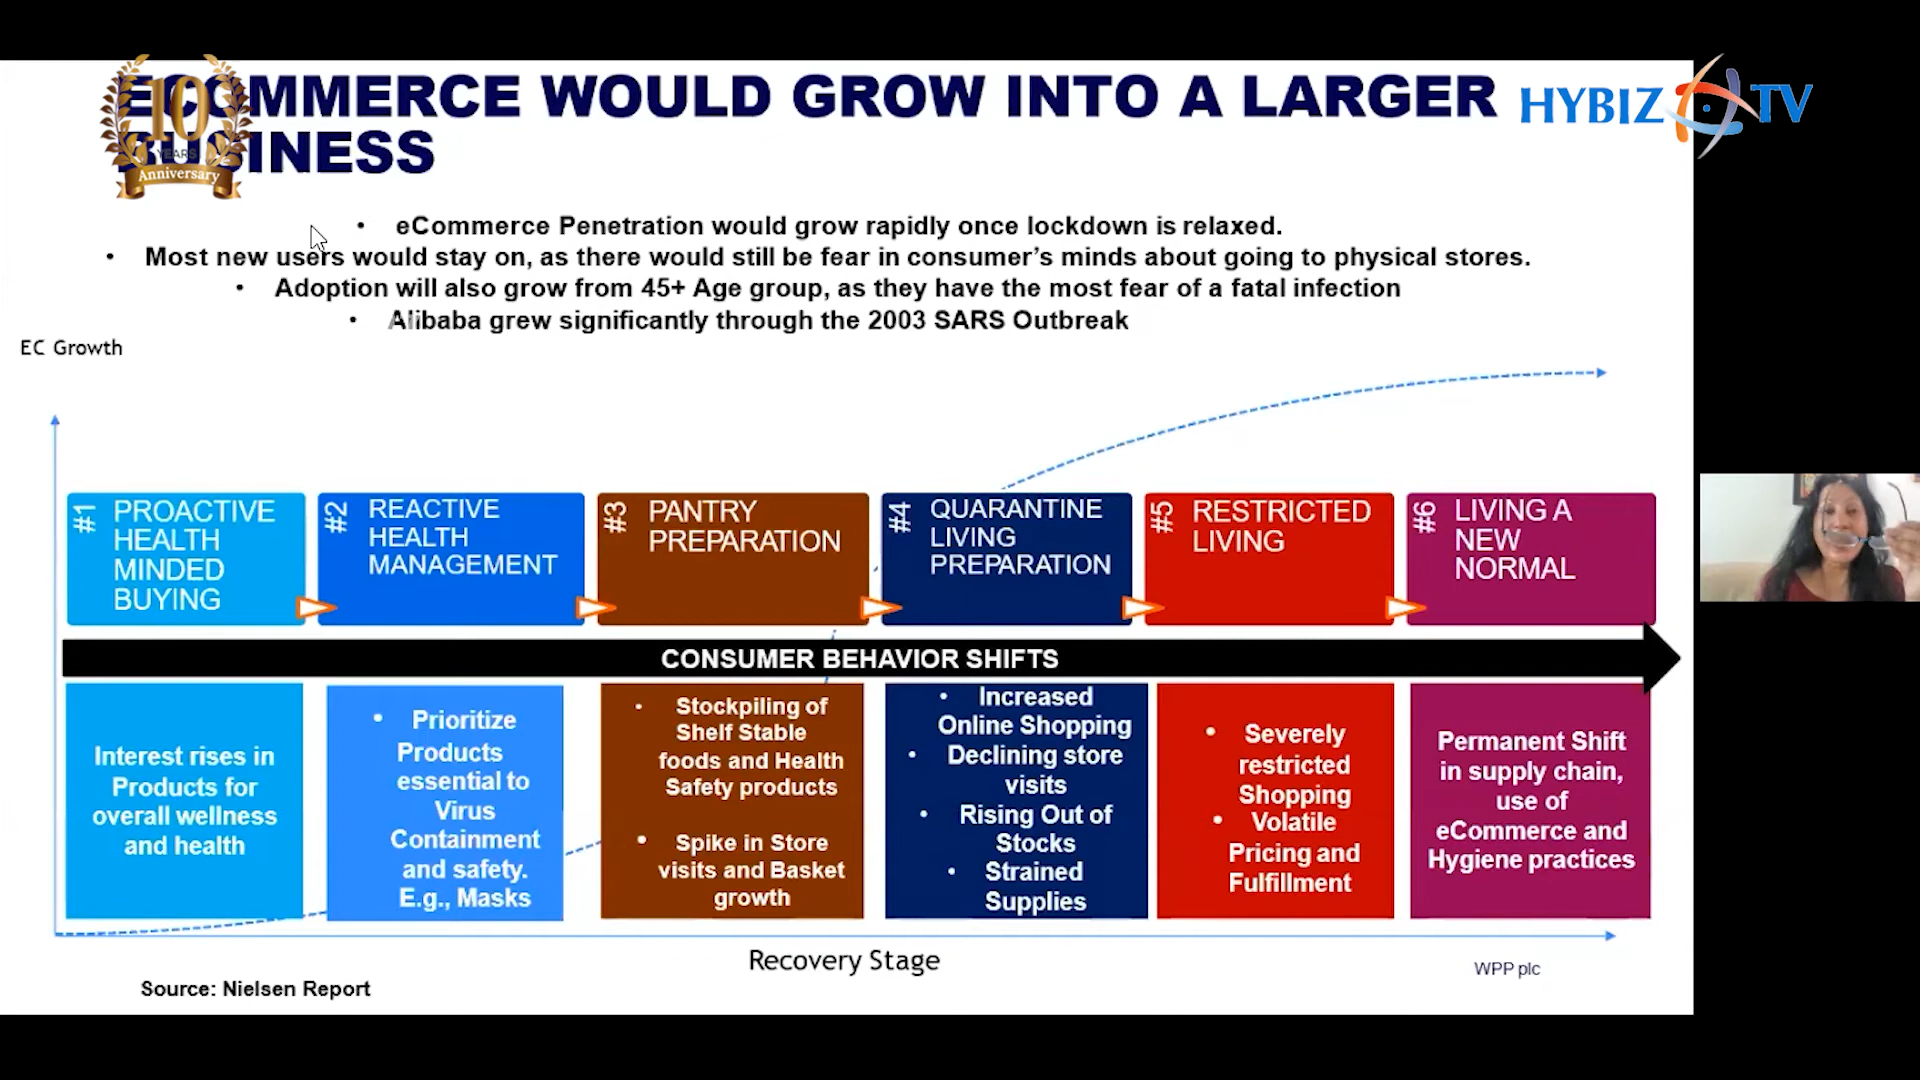 ECOMMERCE WOULD GROW INTO A LARGER
BUSINESS
10
YEARS
Anniversary
HYBIZ TV
• eCommerce Penetration would grow rapidly once lockdown is relaxed.
• Most new users would stay on, as there would still be fear in consumer’s minds about going to physical stores.
• Adoption will also grow from 45+ Age group, as they have the most fear of a fatal infection
• Alibaba grew significantly through the 2003 SARS Outbreak
EC Growth
#1 PROACTIVE
HEALTH
MINDED
BUYING
#2 REACTIVE
HEALTH
MANAGEMENT
#3 PANTRY
PREPARATION
#4 QUARANTINE
LIVING
PREPARATION
#5 RESTRICTED
LIVING
#6 LIVING A
NEW
NORMAL
CONSUMER BEHAVIOR SHIFTS
Interest rises in
Products for
overall wellness
and health
• Prioritize
Products
essential to
Virus
Containment
and safety.
E.g., Masks
• Stockpiling of
Shelf Stable
foods and Health
Safety products
• Spike in Store
visits and Basket
growth
• Increased
Online Shopping
• Declining store
visits
• Rising Out of
Stocks
• Strained
Supplies
• Severely
restricted
Shopping
• Volatile
Pricing and
Fulfillment
Permanent Shift
in supply chain,
use of
eCommerce and
Hygiene practices
Recovery Stage
WPP plc
Source: Nielsen Report